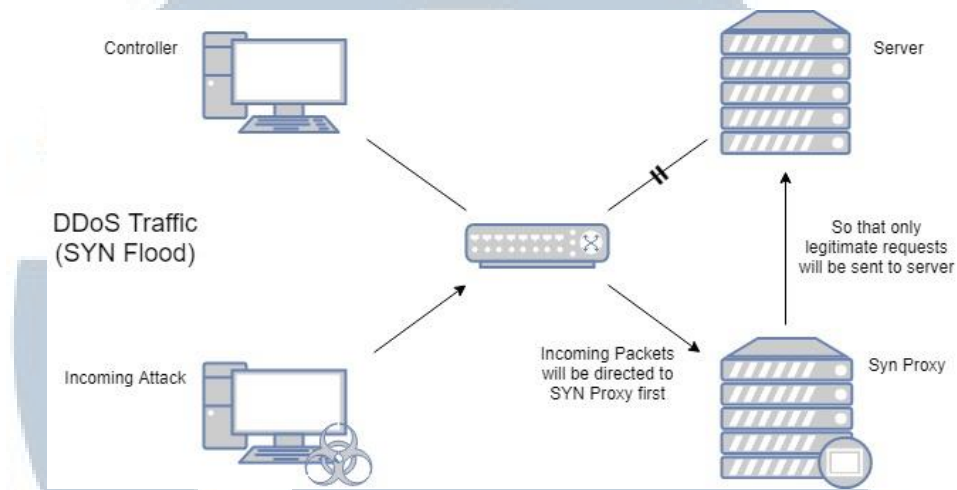 Controller
Server
DDoS Traffic
(SYN Flood)
So that only
legitimate requests
will be sent to server
Incoming Attack
Incoming Packets
will be directed to
SYN Proxy first
Syn Proxy